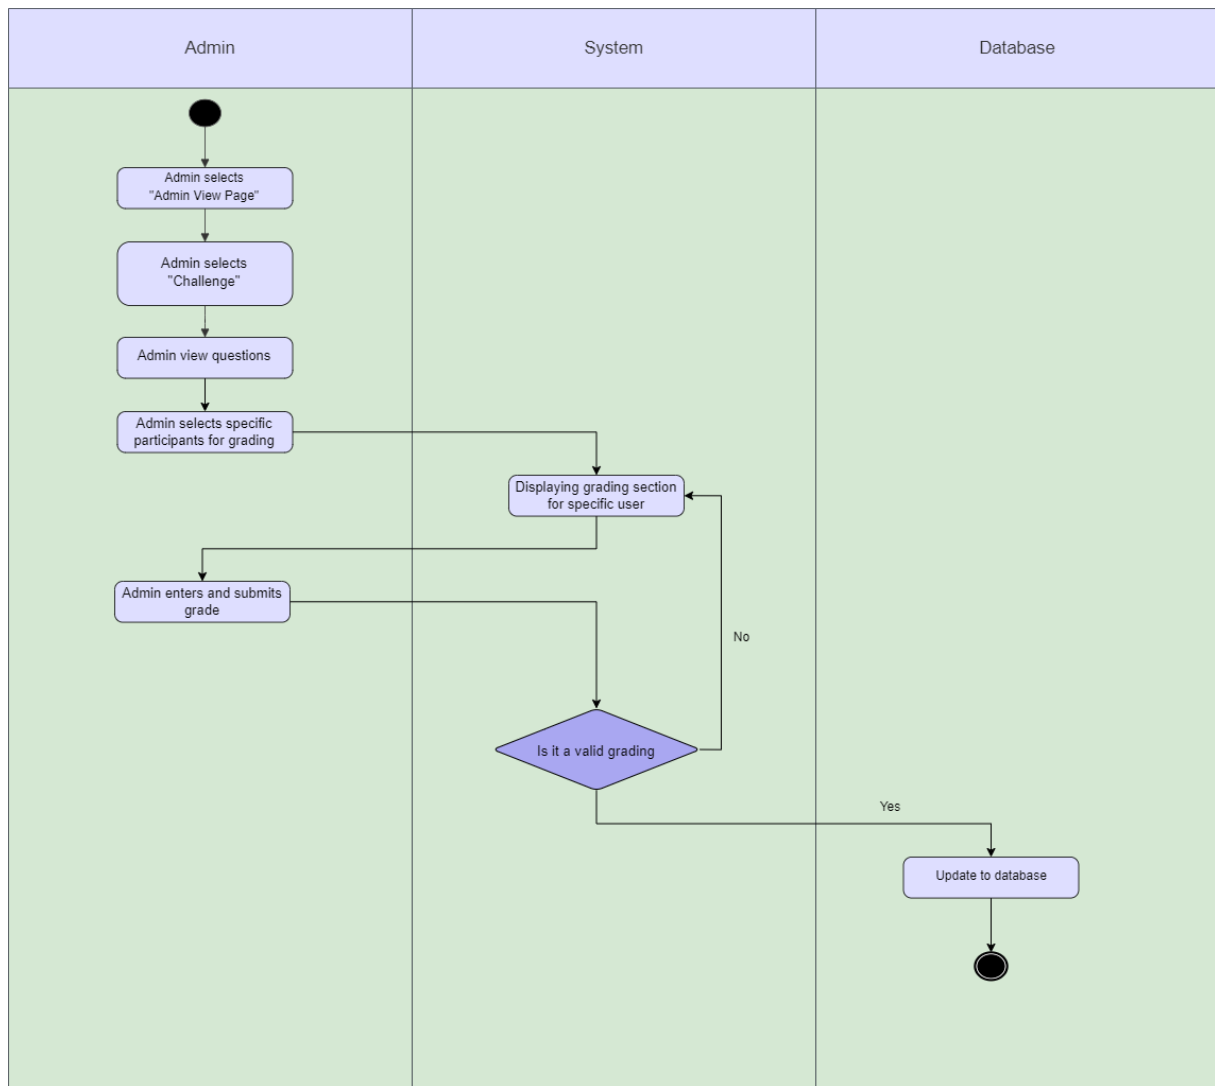 Admin
System
Database
Admin selects
"Admin View Page"
Admin selects
"Challenge"
Admin view questions
Admin selects specific
participants for grading
Displaying grading section
for specific user
Admin enters and submits
grade
No
Is it a valid grading
Yes
Update to database